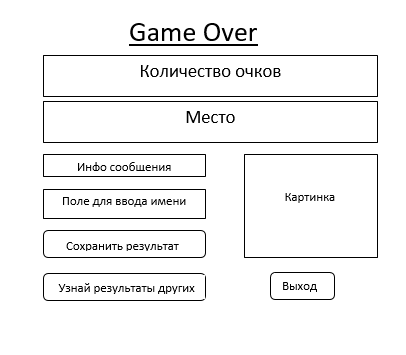 Game Over
Количество очков
Место
Инфо сообщения
Поле для ввода имени
Картинка
Сохранить результат
Узнай результаты других
Выход